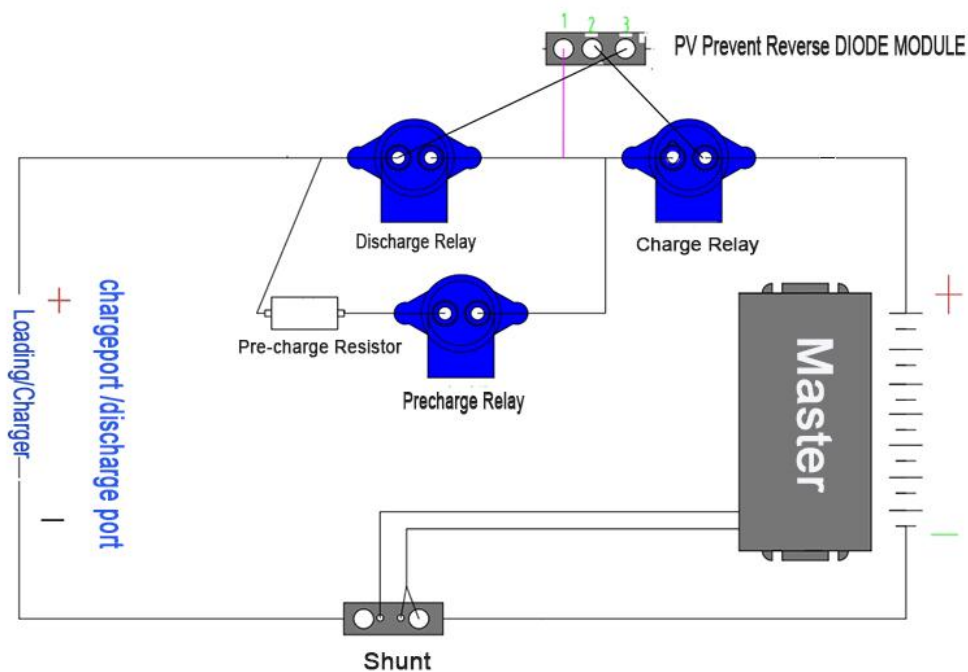 1 2 3
PV Prevent Reverse DIODE MODULE
Discharge Relay
Charge Relay
+
+
Loading/Charger
chargeport /discharge port
Pre-charge Resistor
Precharge Relay
Master
—
—
Shunt